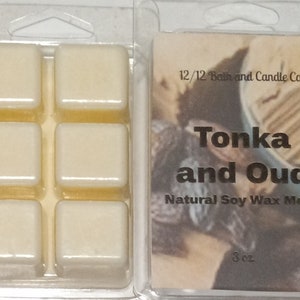 12/12 Bath and Candle Co
Tonka
and Oud
Natural Soy Wax Me
3 oz.